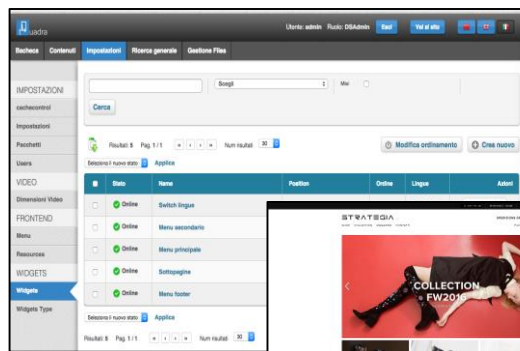 Quadra
Utente: admin Ruolo: DSAdmin Esci Vai al sito
Bacheca Contenuti Impostazioni Ricerca generale Gestione Files
IMPOSTAZIONI
cachecontrol
Impostazioni
Pacchetti
Users
VIDEO
Dimensioni Video
FRONTEND
Menu
Resources
WIDGETS
Widgets
Widgets Type
Scegli
Miei
Cerca
Risultati: 5 Pag. 1 / 1 « ‹ › » Num risultati 30
Modifica ordinamento
Crea nuovo
Seleziona il nuovo stato Applica
Stato Name Position Online Lingue Azioni
Online Switch lingue
Online Menu secondario
Online Menu principale
Online Sottopagine
Online Menu footer
Seleziona il nuovo stato Applica
Risultati: 5 Pag. 1 / 1 « ‹ › » Num risultati 30
STRATEGIA
COLLECTION
FW2016